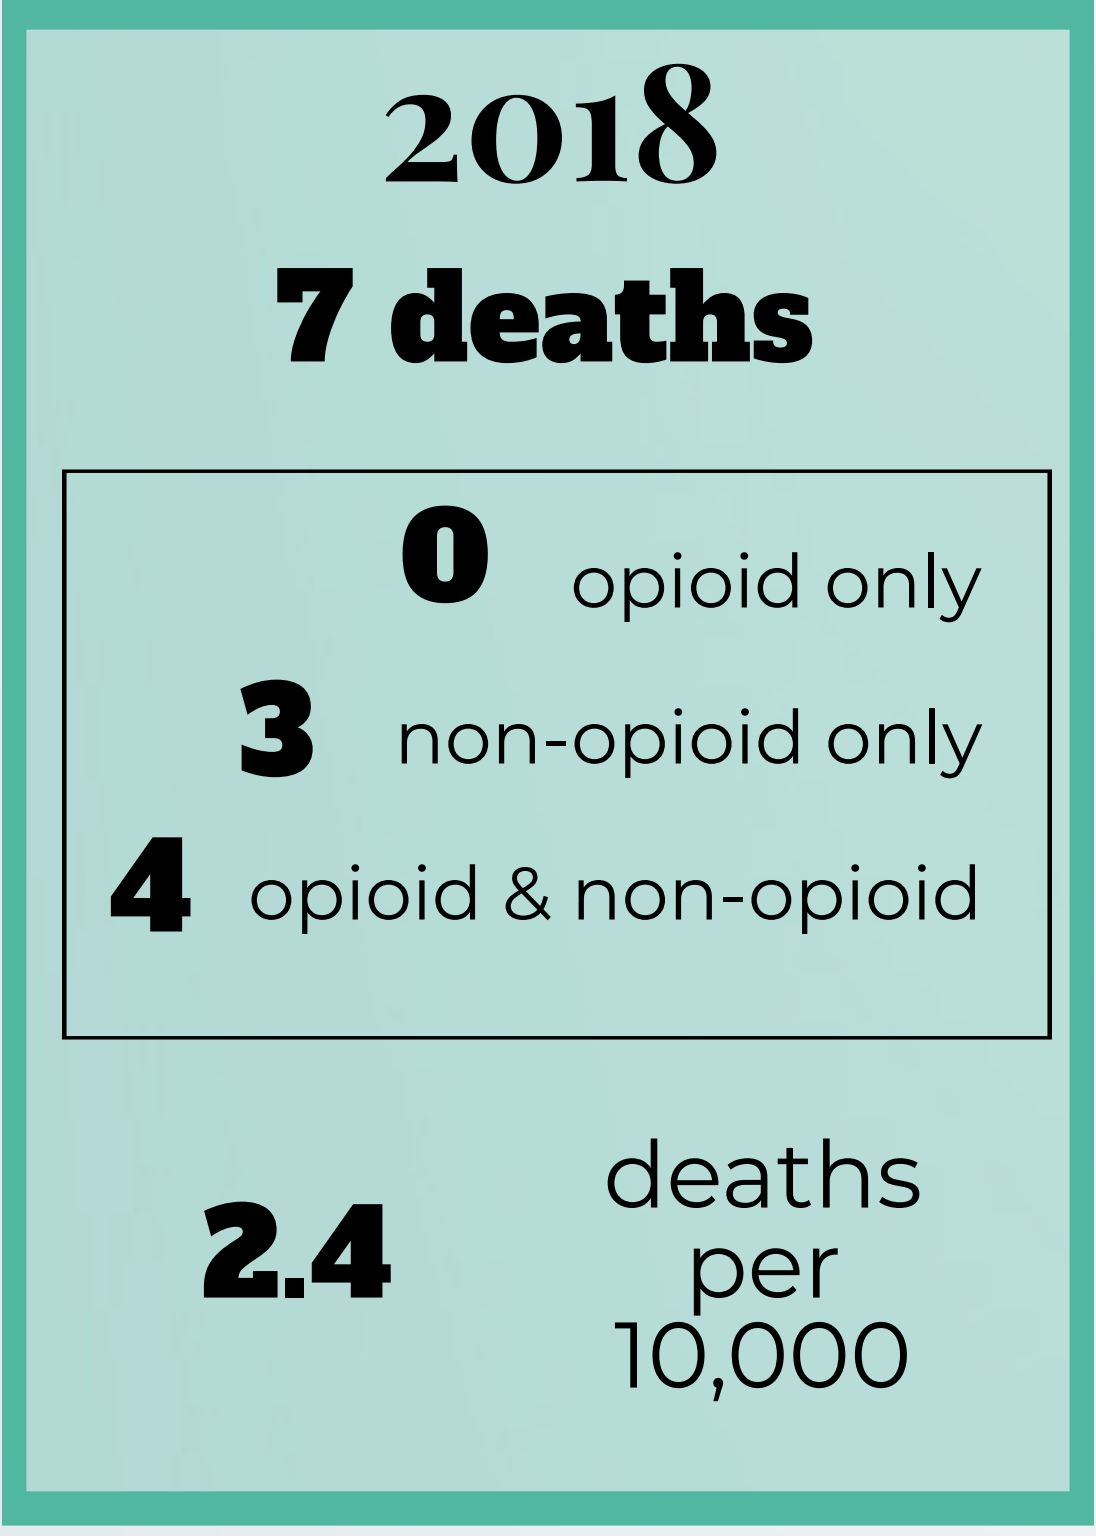 2018
7 deaths
0 opioid only
3 non-opioid only
4 opioid & non-opioid
2.4 deaths
per
10,000